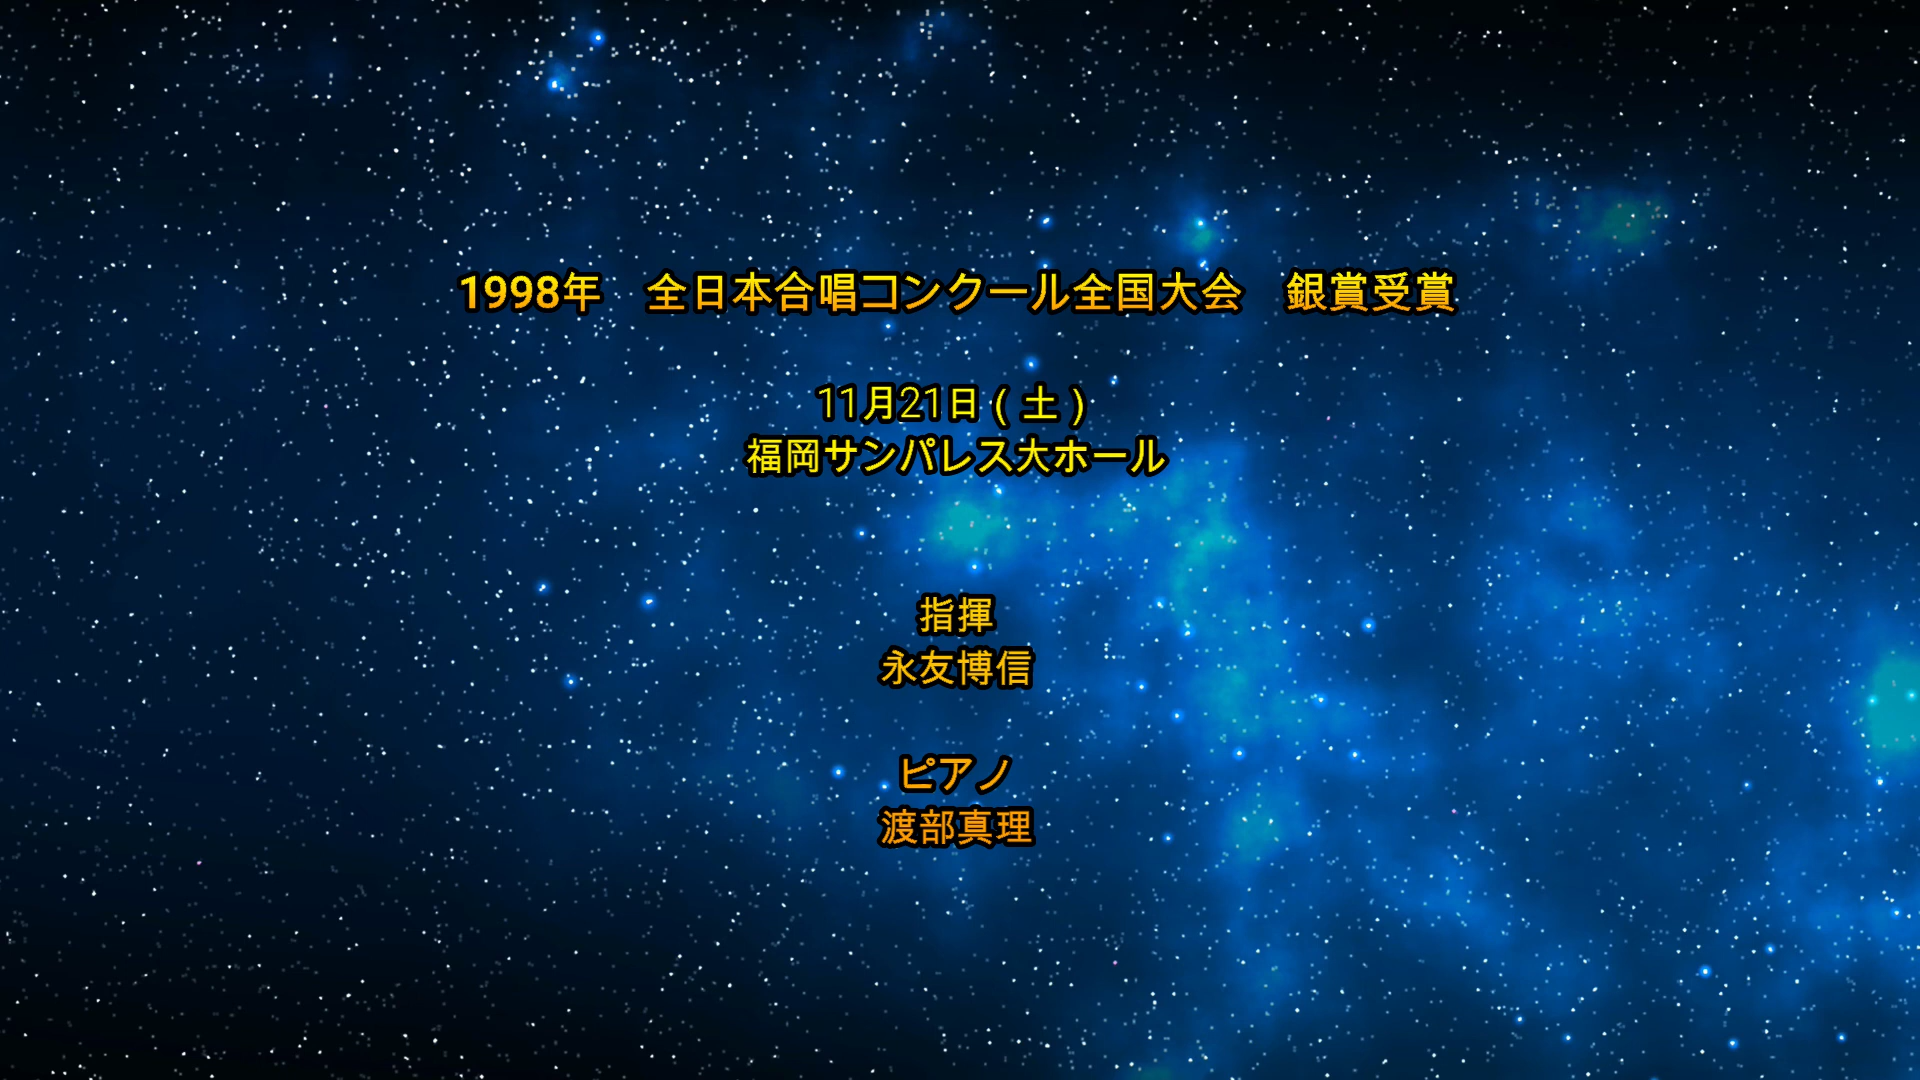 1998年　全日本合唱コンクール全国大会　銀賞受賞
11月21日（土）
福岡サンパレス大ホール
指揮
永友博信
ピアノ
渡部真理